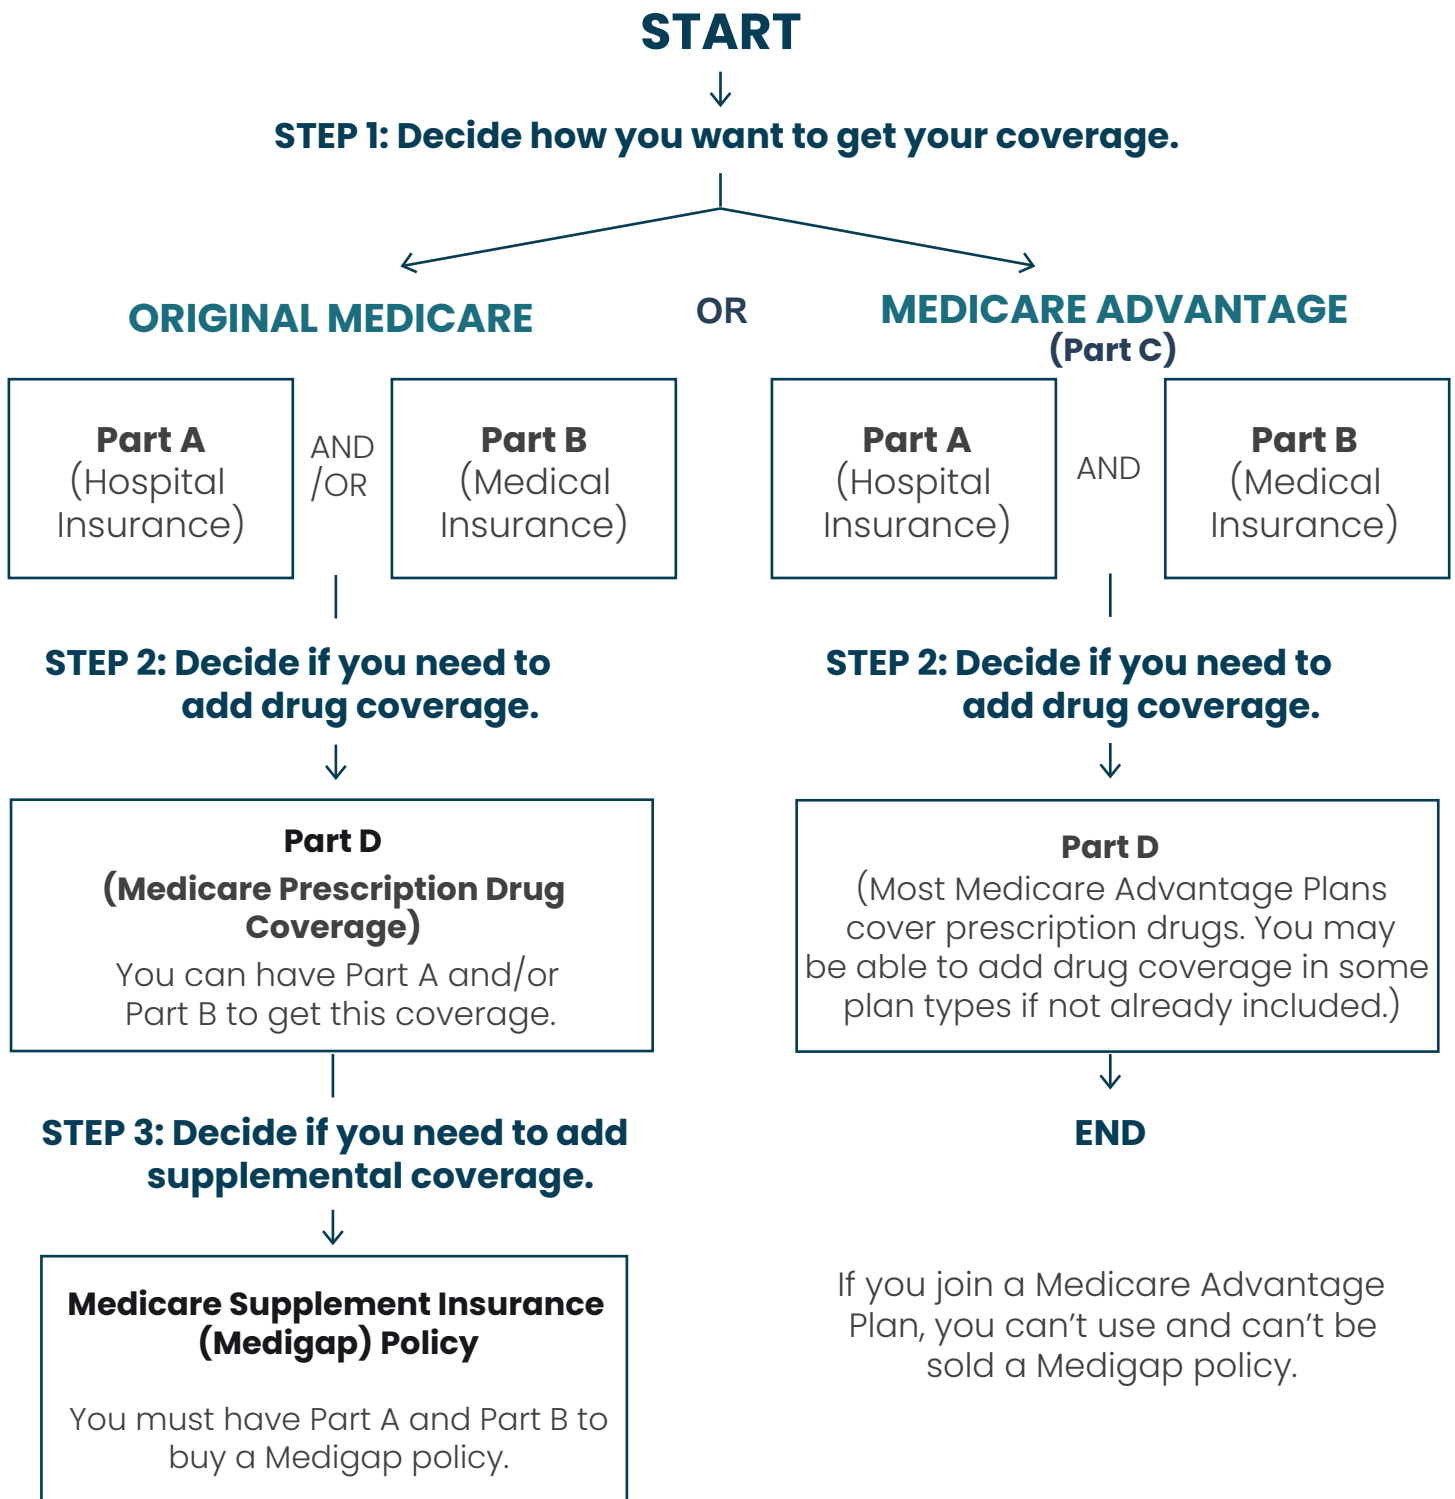 START
STEP 1: Decide how you want to get your coverage.
ORIGINAL MEDICARE
OR
MEDICARE ADVANTAGE
(Part C)
Part A
(Hospital
Insurance)
AND
/OR
Part B
(Medical
Insurance)
Part A
(Hospital
Insurance)
AND
Part B
(Medical
Insurance)
STEP 2: Decide if you need to
add drug coverage.
Part D
(Medicare Prescription Drug
Coverage)
You can have Part A and/or
Part B to get this coverage.
STEP 3: Decide if you need to add
supplemental coverage.
Medicare Supplement Insurance
(Medigap) Policy
You must have Part A and Part B to
buy a Medigap policy.
STEP 2: Decide if you need to
add drug coverage.
Part D
(Most Medicare Advantage Plans
cover prescription drugs. You may
be able to add drug coverage in some
plan types if not already included.)
END
If you join a Medicare Advantage
Plan, you can’t use and can’t be
sold a Medigap policy.